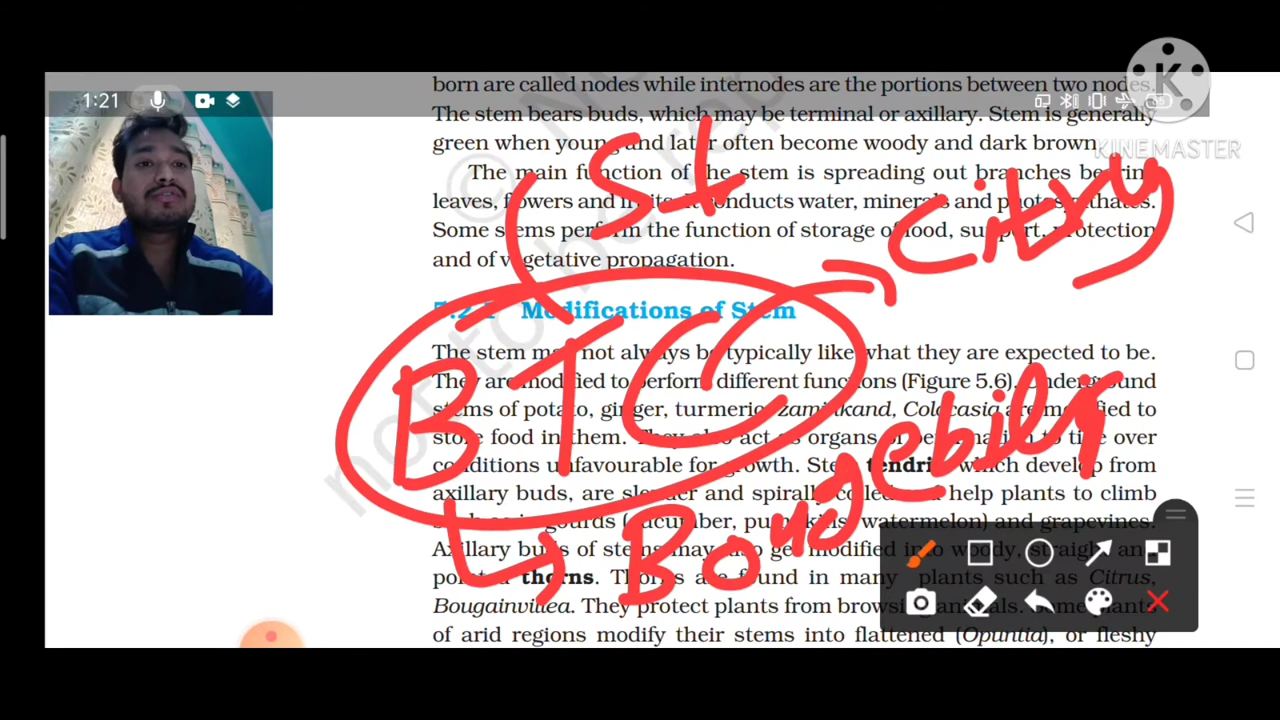 born are called nodes while internodes are the portions between two nodes.
1:21
The stem bears buds, which may be terminal or axillary. Stem is generally
green when young and later often become woody and dark brown.
KINEMASTER
St
The main function of the stem is spreading out branches bearing
leaves, flowers and fruits. It conducts water, minerals and photosynthates.
Citry
Some stems perform the function of storage of food, support, protection
and of vegetative propagation.
5.2.1 Modifications of Stem
The stem may not always be typically like what they are expected to be.
They are modified to perform different functions (Figure 5.6). Underground
BTC
stems of potato, ginger, turmeric, zaminkand, Colocasia are modified to
store food in them. They also act as organs of perennation to tide over
conditions unfavourable for growth. Stem tendrils which develop from
axillary buds, are slender and spirally coiled and help plants to climb
such as in gourds (cucumber, pumpkins, watermelon) and grapevines.
Axillary buds of stems may also get modified into woody, straight and
pointed thorns. Thorns are found in many plants such as Citrus,
Bougainvillea. They protect plants from browsing animals. Some plants
of arid regions modify their stems into flattened (Opuntia), or fleshy